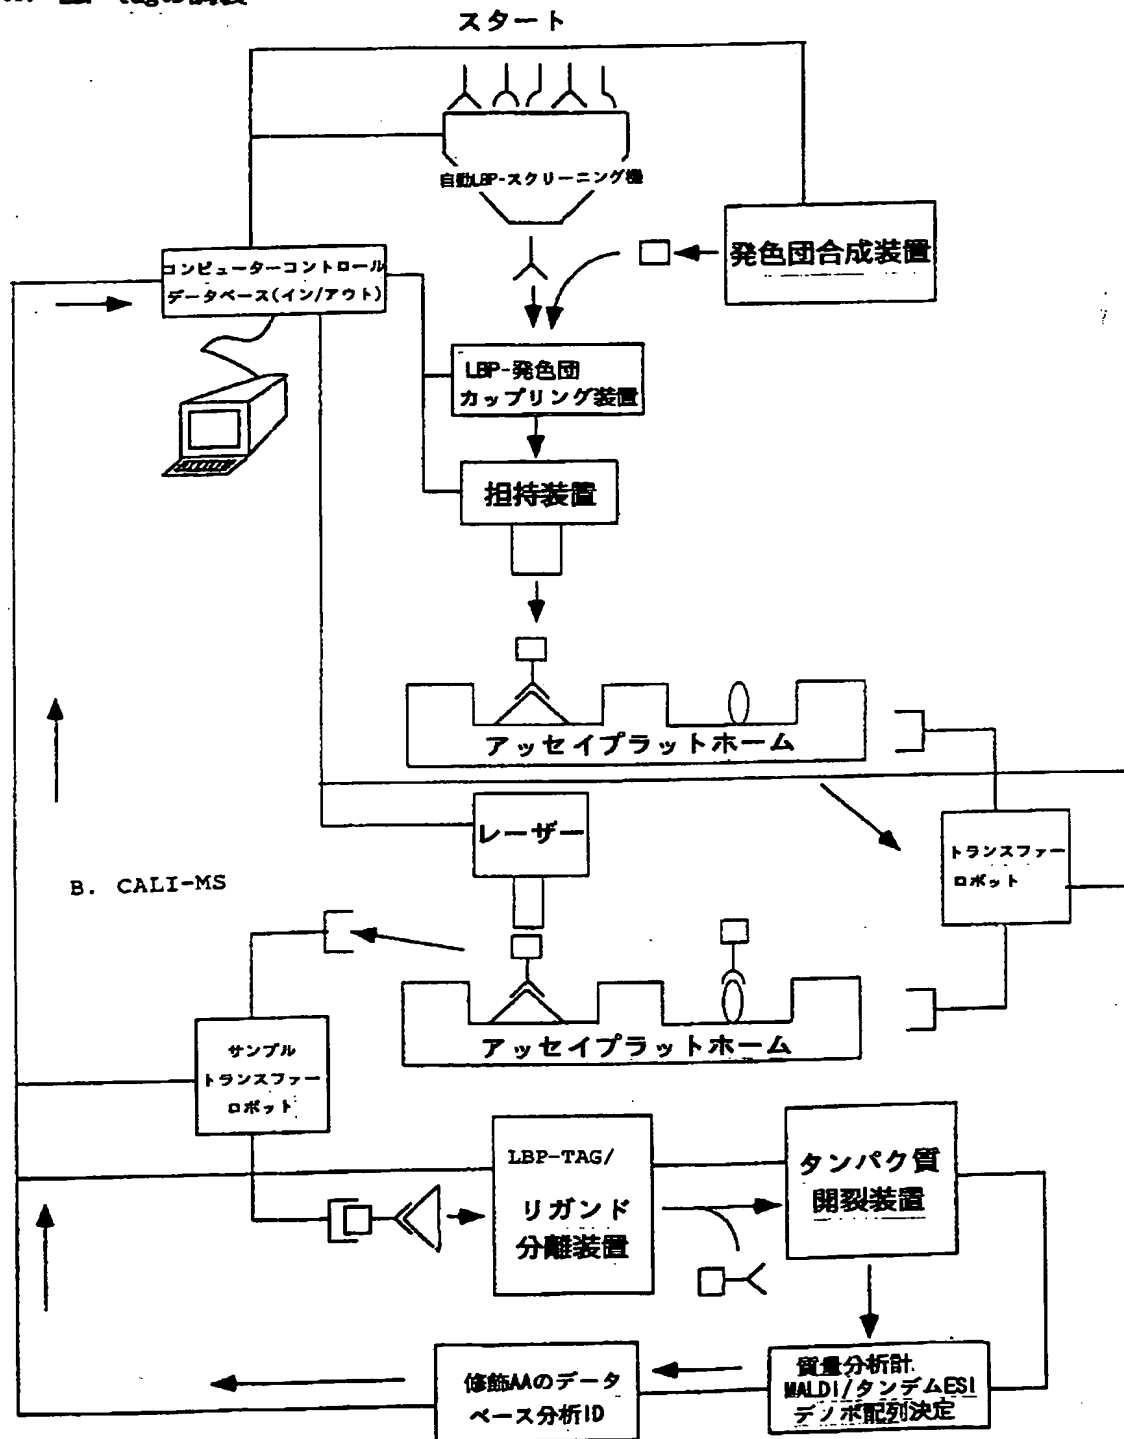 スタート
自動LBP-スクリーニング機
発色団合成装置
コンピューターコントロール
データベース(イン/アウト)
LBP-発色団
カップリング装置
担持装置
アッセイプラットホーム
レーザー
トランスファー
ロボット
B. CALI-MS
アッセイプラットホーム
サンプル
トランスファー
ロボット
LBP-TAG/
リガンド
分離装置
タンパク質
開裂装置
質量分析計.
MALDI/タンデムESI
デノボ配列決定
修飾AAのデータ
ベース分析ID